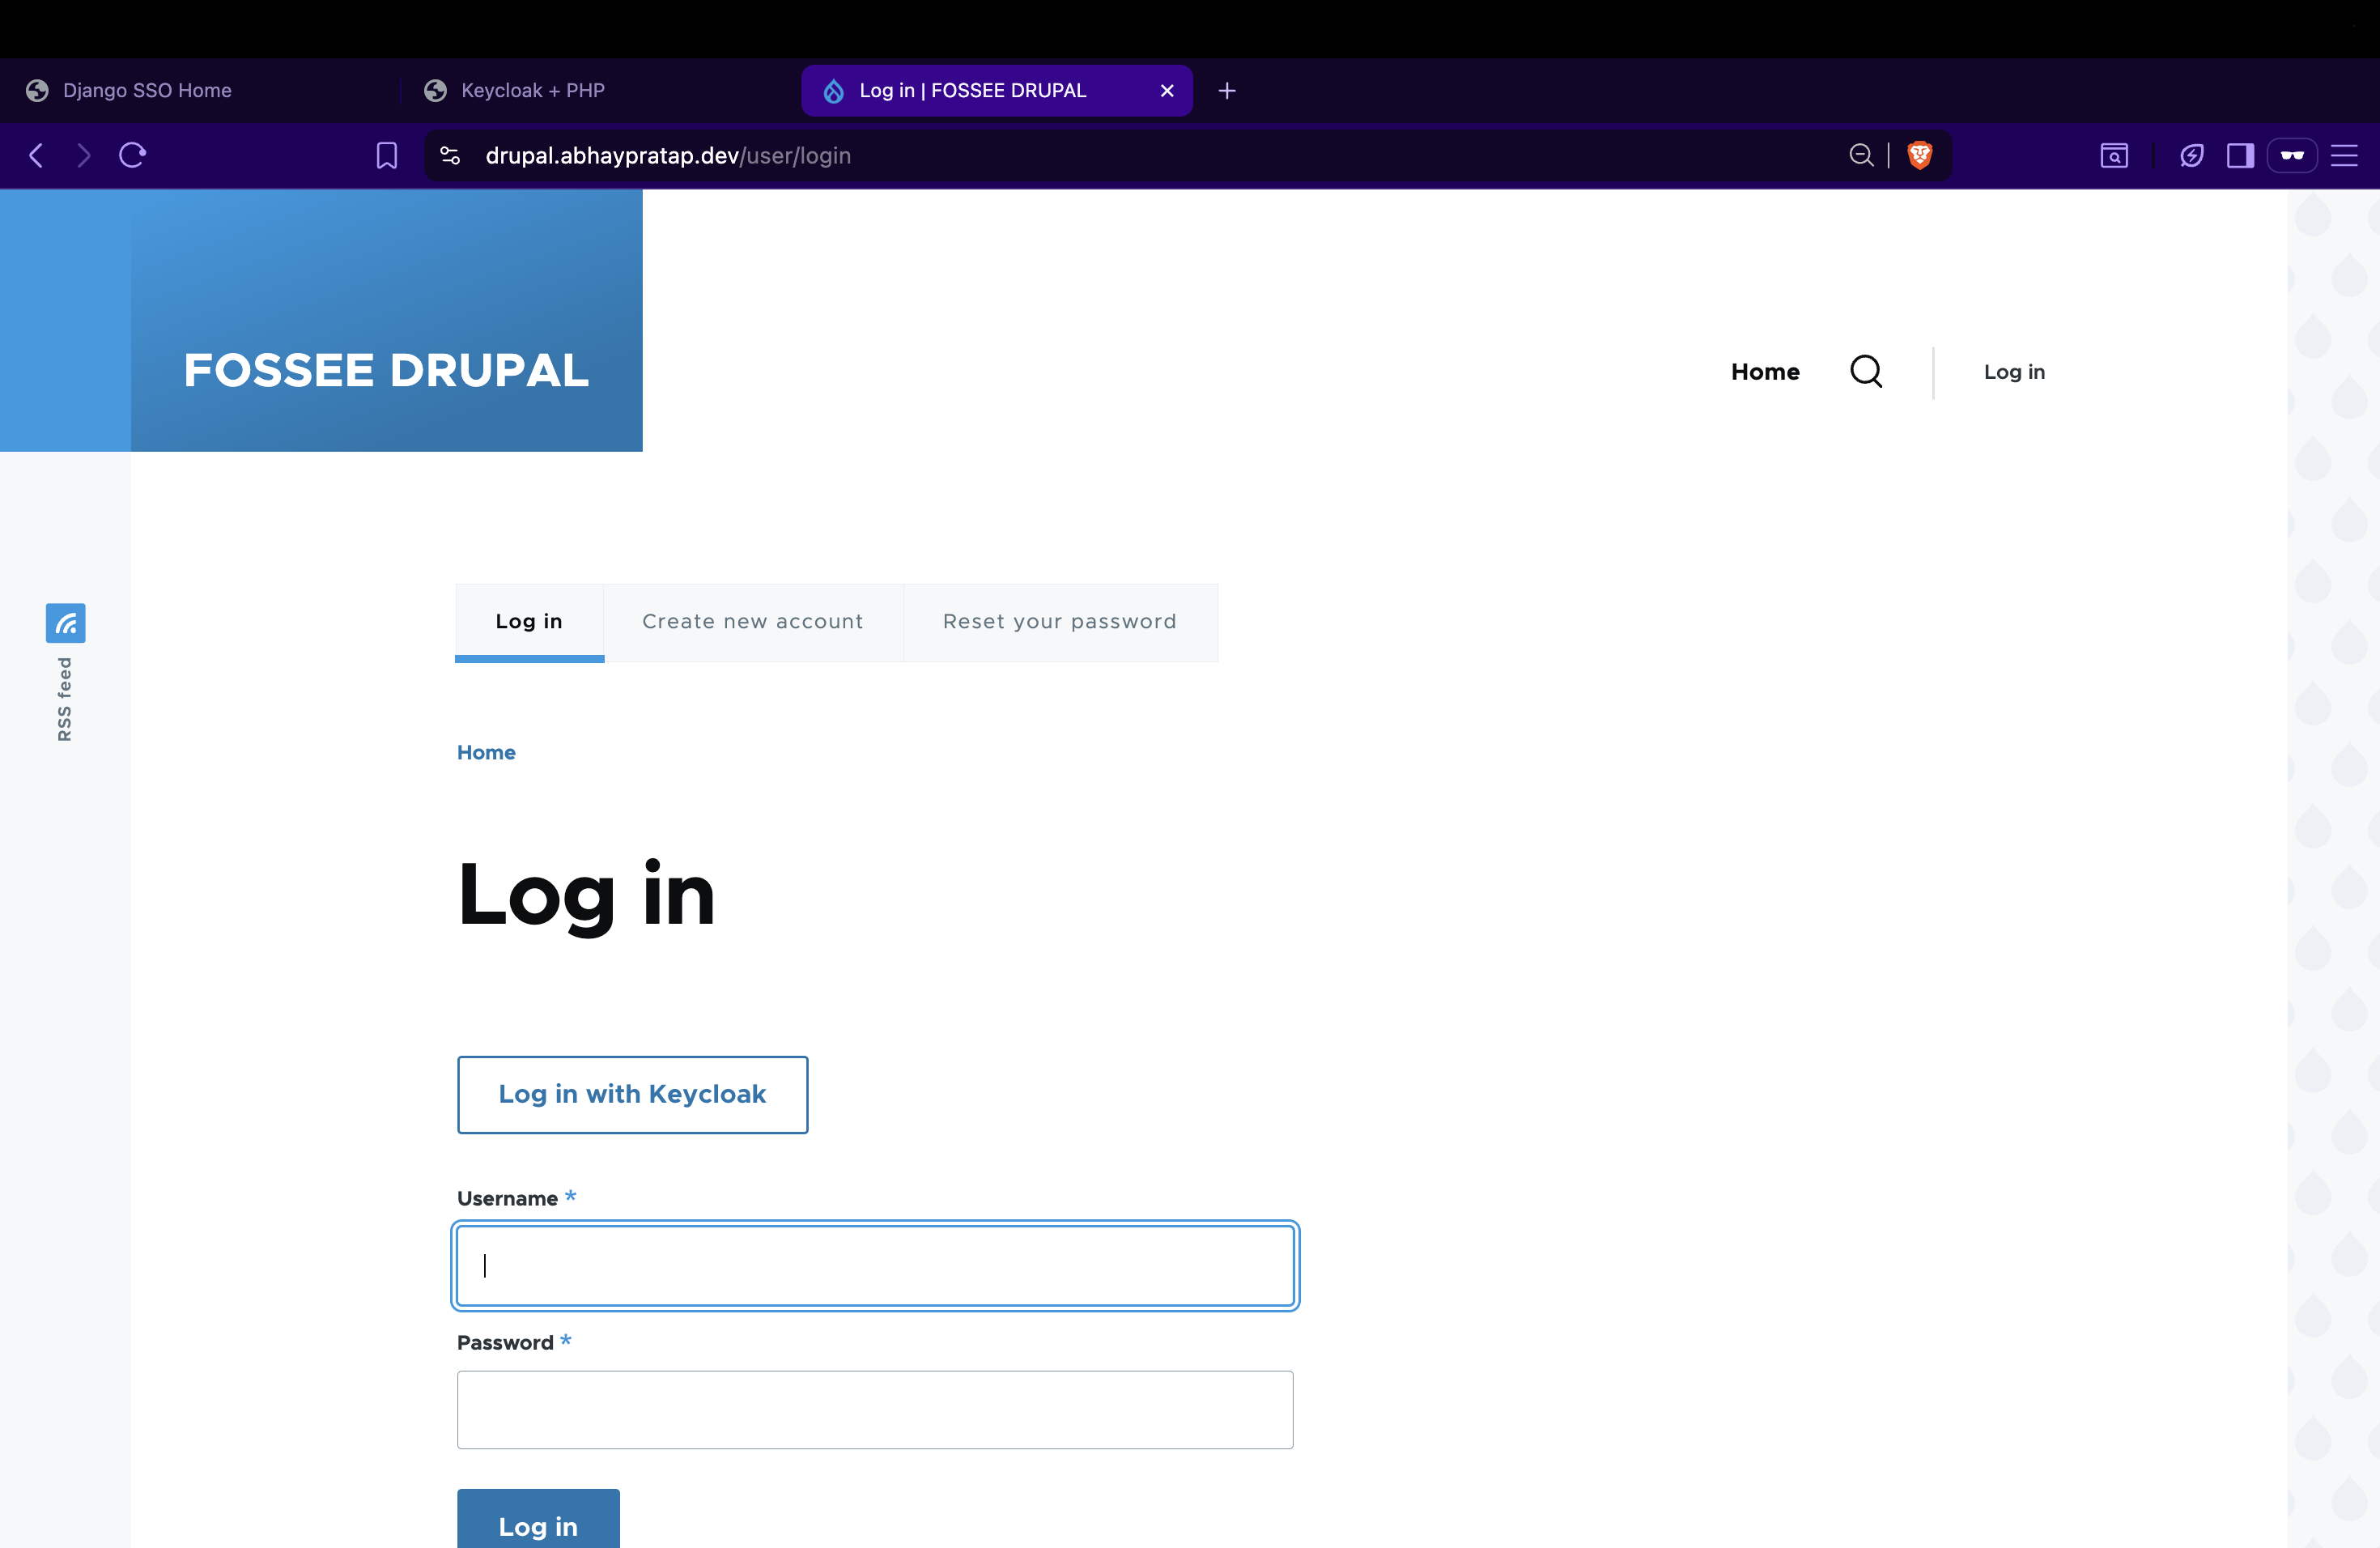 Django SSO Home
Keycloak + PHP
Log in | FOSSEE DRUPAL
drupal.abhaypratap.dev/user/login
FOSSEE DRUPAL
Home
Log in
Log in
Create new account
Reset your password
RSS feed
Home
Log in
Log in with Keycloak
Username *
Password *
Log in